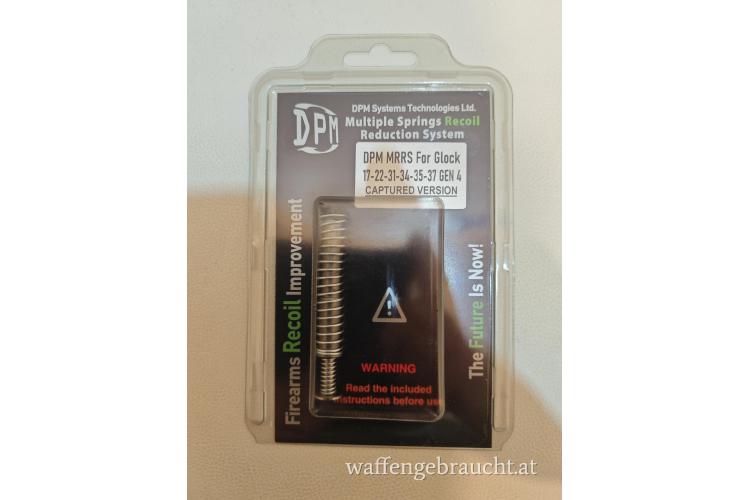 DPM
DPM Systems Technologies Ltd.
Multiple Springs Recoil
Reduction System
DPM MRRS For Glock
17-22-31-34-35-37 GEN 4
CAPTURED VERSION
Firearms Recoil Improvement
The Future Is Now!
WARNING
Read the included
instructions before use
waffengebraucht.at